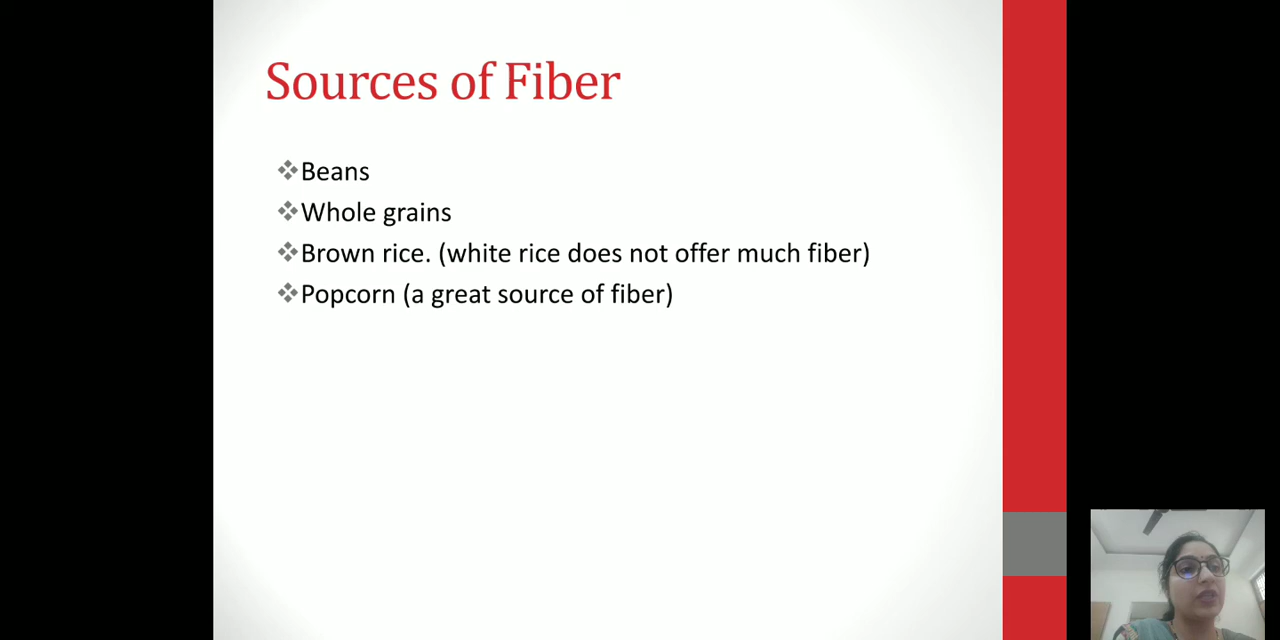 Sources of Fiber
Beans
Whole grains
Brown rice. (white rice does not offer much fiber)
Popcorn (a great source of fiber)